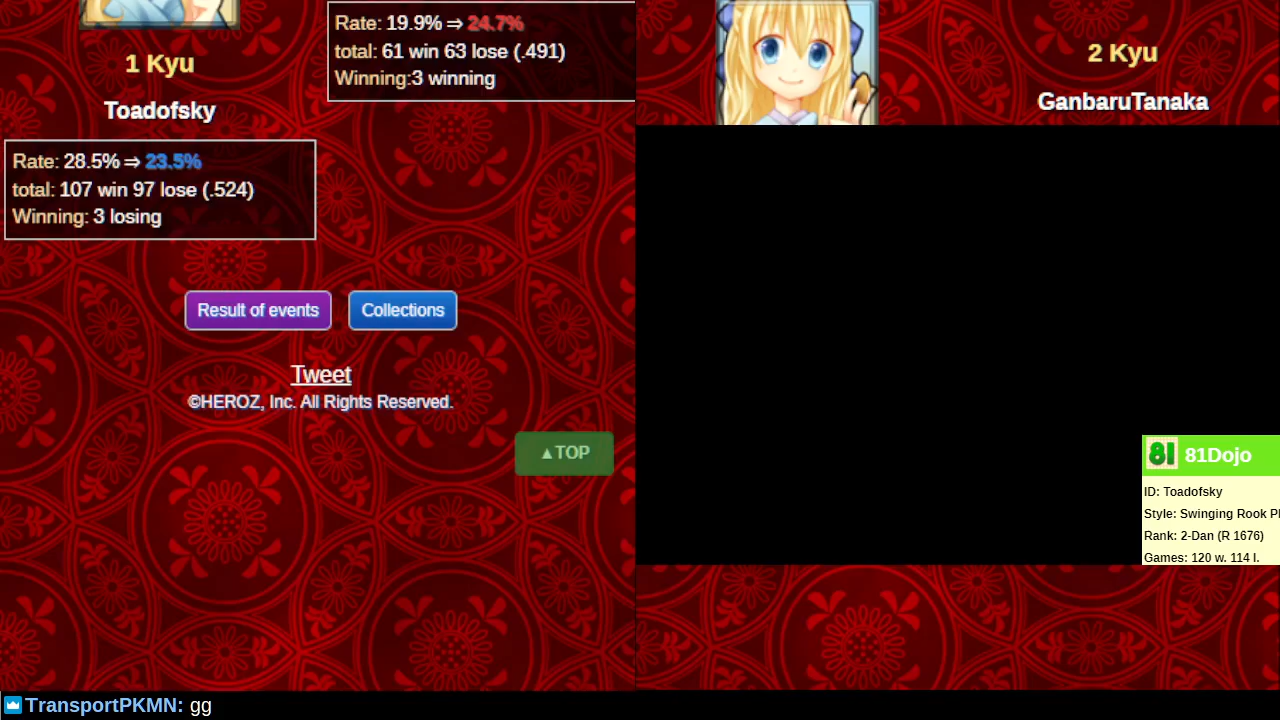 1 Kyu
Toadofsky
Rate: 28.5% ⇒ 23.5%
total: 107 win 97 lose (.524)
Winning: 3 losing
Rate: 19.9% ⇒ 24.7%
total: 61 win 63 lose (.491)
Winning:3 winning
2 Kyu
GanbaruTanaka
Result of events
Collections
Tweet
©HEROZ, Inc. All Rights Reserved.
▲TOP
81 81Dojo
ID: Toadofsky
Style: Swinging Rook Pl
Rank: 2-Dan (R 1676)
Games: 120 w. 114 l.
TransportPKMN: gg